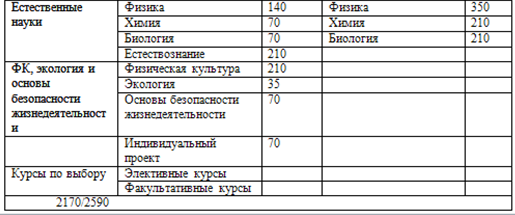 Естественные науки Физика 140 Физика 350
Химия 70 Химия 210
Биология 70 Биология 210
Естествознание 210
ФК, экология и основы безопасности жизнедеятельности Физическая культура 210
Экология 35
Основы безопасности жизнедеятельности 70
Индивидуальный проект 70
Курсы по выбору Элективные курсы
Факультативные курсы
2170/2590